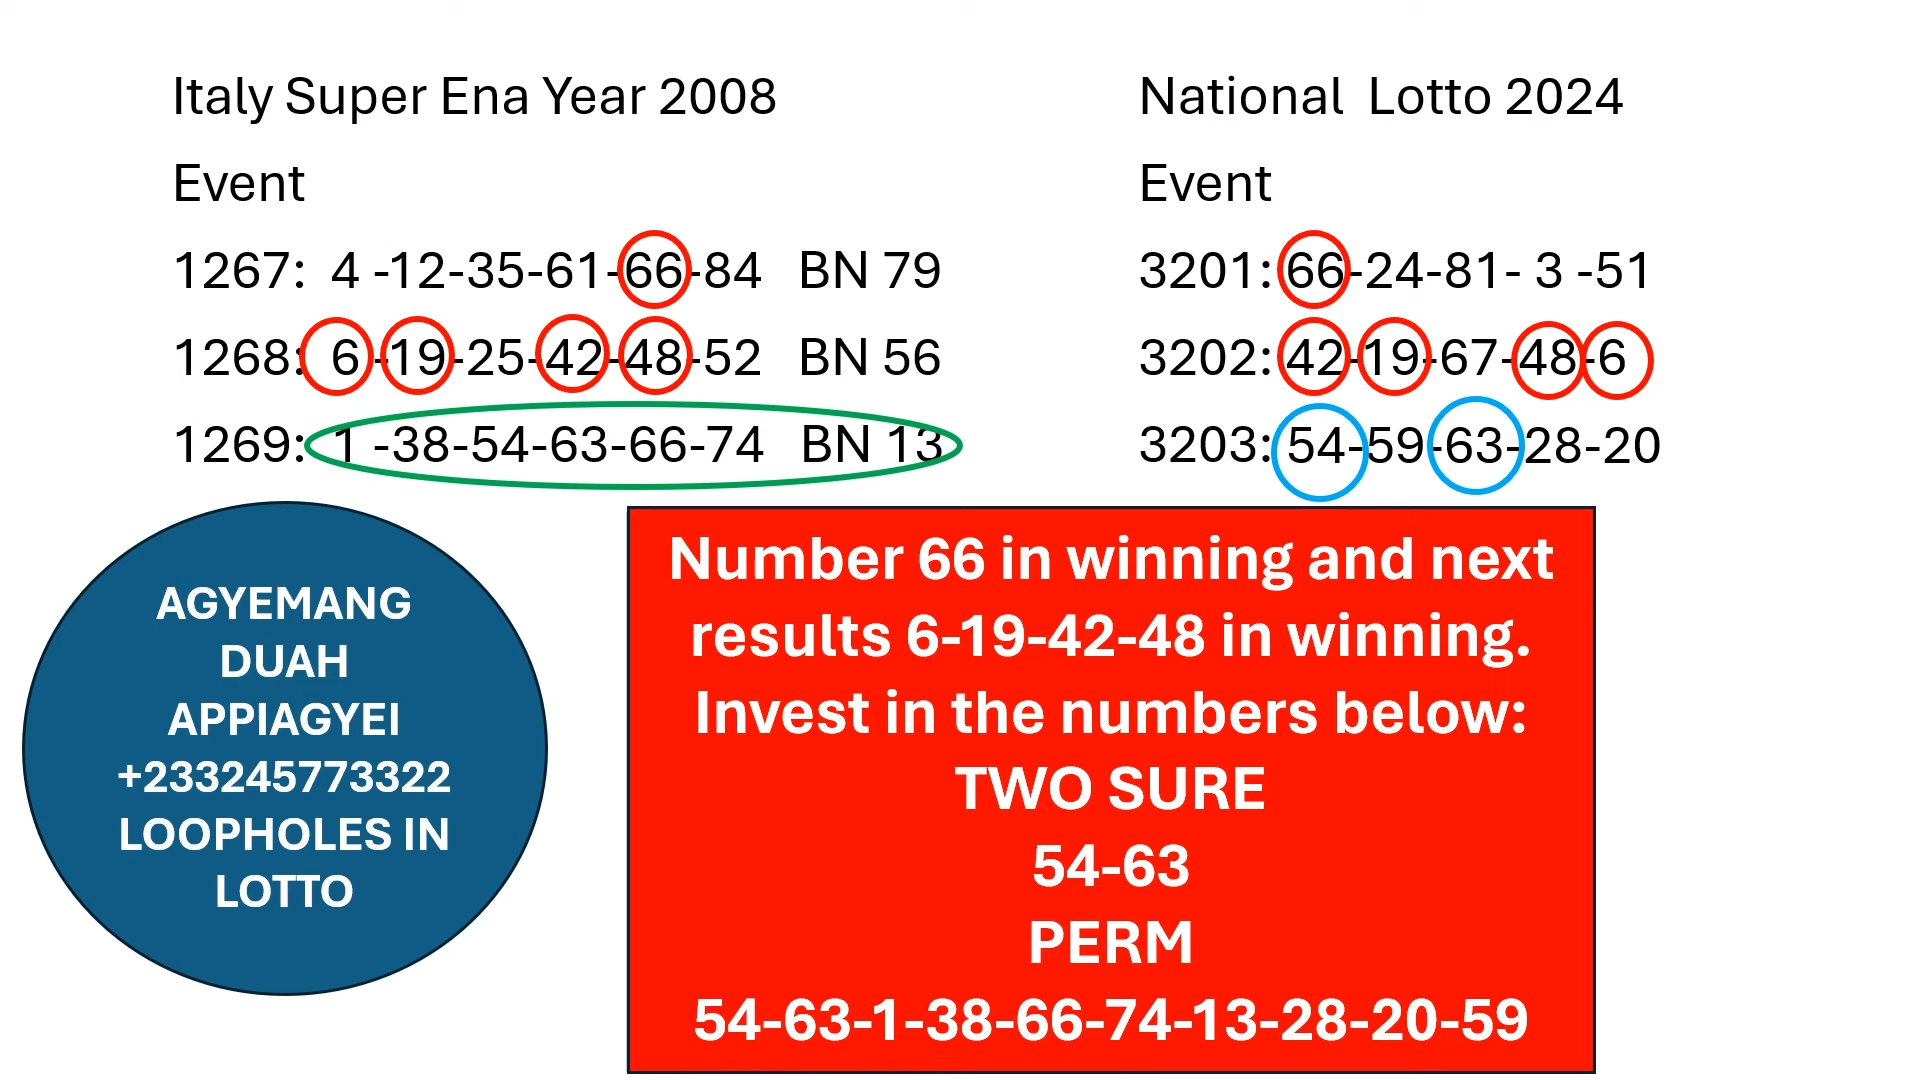 Italy Super Ena Year 2008
Event
1267: 4 -12-35-61-66-84 BN 79
1268: 6 -19-25-42-48-52 BN 56
1269: 1 -38-54-63-66-74 BN 13
National Lotto 2024
Event
3201: 66-24-81- 3 -51
3202: 42-19-67-48-6
3203: 54-59-63-28-20
AGYEMANG
DUAH
APPIAGYEI
+233245773322
LOOPHOLES IN
LOTTO
Number 66 in winning and next
results 6-19-42-48 in winning.
Invest in the numbers below:
TWO SURE
54-63
PERM
54-63-1-38-66-74-13-28-20-59